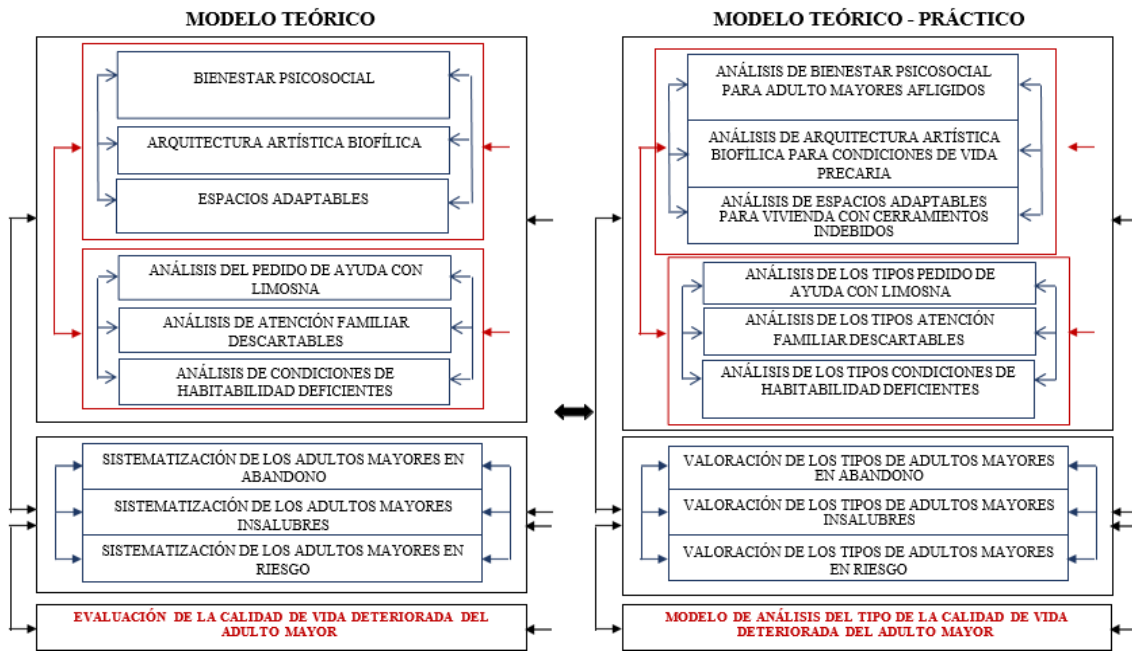 MODELO TEÓRICO
BIENESTAR PSICOSOCIAL
ARQUITECTURA ARTÍSTICA BIOFÍLICA
ESPACIOS ADAPTABLES
ANÁLISIS DEL PEDIDO DE AYUDA CON
LIMOSNA
ANÁLISIS DE ATENCIÓN FAMILIAR
DESCARTABLES
ANÁLISIS DE CONDICIONES DE
HABITABILIDAD DEFICIENTES
SISTEMATIZACIÓN DE LOS ADULTOS MAYORES EN
ABANDONO
SISTEMATIZACIÓN DE LOS ADULTOS MAYORES
INSALUBRES
SISTEMATIZACIÓN DE LOS ADULTOS MAYORES EN
RIESGO
EVALUACIÓN DE LA CALIDAD DE VIDA DETERIORADA DEL
ADULTO MAYOR
MODELO TEÓRICO - PRÁCTICO
ANÁLISIS DE BIENESTAR PSICOSOCIAL
PARA ADULTO MAYORES AFLIGIDOS
ANÁLISIS DE ARQUITECTURA ARTÍSTICA
BIOFÍLICA PARA CONDICIONES DE VIDA
PRECARIA
ANÁLISIS DE ESPACIOS ADAPTABLES
PARA VIVIENDA CON CERRAMIENTOS
INDEBIDOS
ANÁLISIS DE LOS TIPOS PEDIDO DE
AYUDA CON LIMOSNA
ANÁLISIS DE LOS TIPOS ATENCIÓN
FAMILIAR DESCARTABLES
ANÁLISIS DE LOS TIPOS CONDICIONES DE
HABITABILIDAD DEFICIENTES
VALORACIÓN DE LOS TIPOS DE ADULTOS MAYORES
EN ABANDONO
VALORACIÓN DE LOS TIPOS DE ADULTOS MAYORES
INSALUBRES
VALORACIÓN DE LOS TIPOS DE ADULTOS MAYORES
EN RIESGO
MODELO DE ANÁLISIS DEL TIPO DE LA CALIDAD DE VIDA
DETERIORADA DEL ADULTO MAYOR